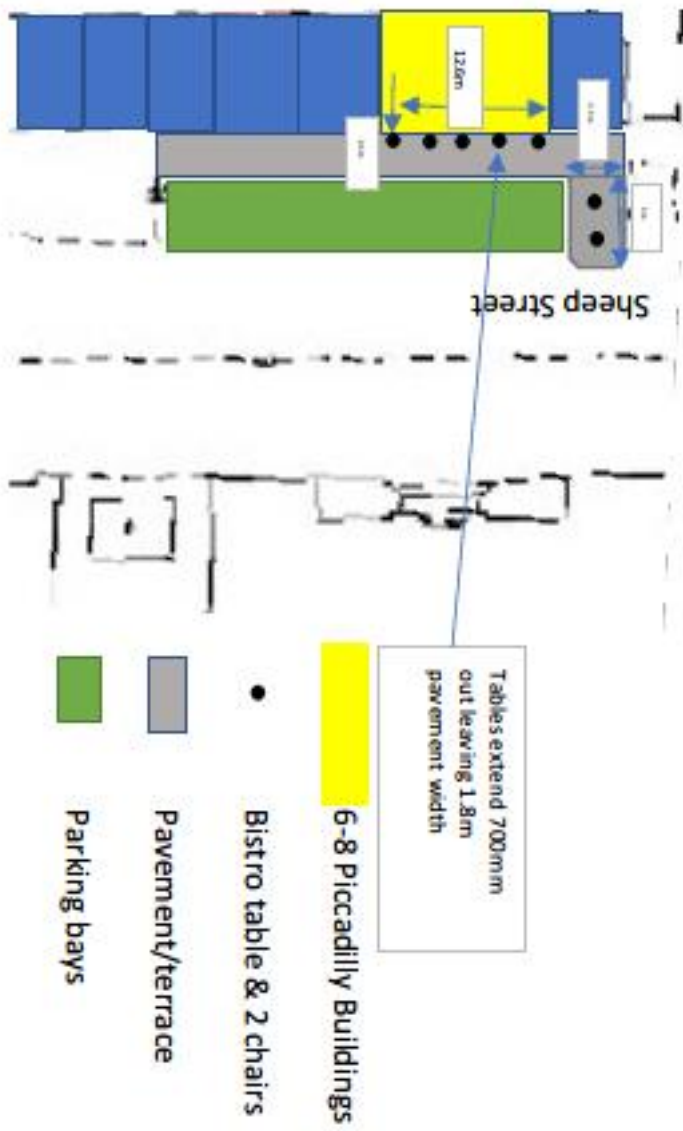 12.6m
Sheep Street
Tables extend 700mm
out leaving 1.8m
pavement width
6-8 Piccadilly Buildings
Bistro table & 2 chairs
Pavement/terrace
Parking bays